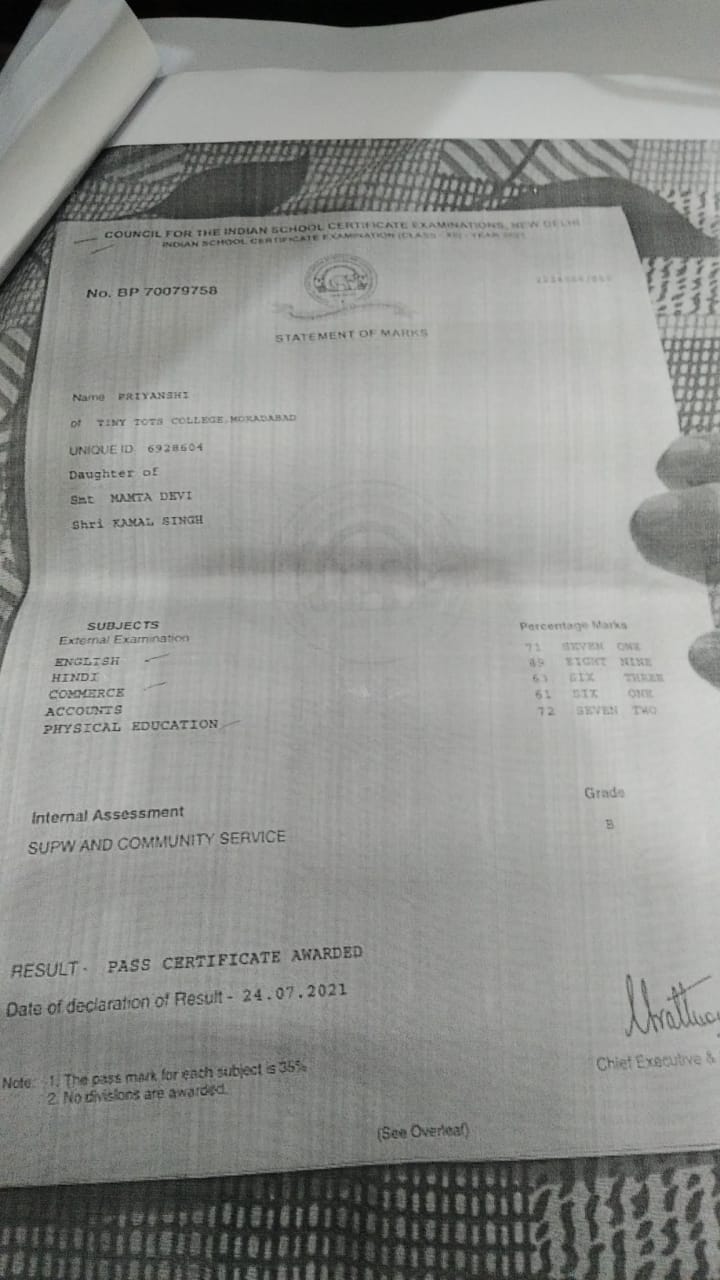 COUNCIL FOR THE INDIAN SCHOOL CERTIFICATE EXAMINATIONS, NEW DELHI
INDIAN SCHOOL CERTIFICATE EXAMINATION (CLASS - XII) - YEAR 2021
No. BP 70079758
STATEMENT OF MARKS
Name PRIYANSHI
of TINY TOTS COLLEGE, MORADABAD
UNIQUE ID 6928604
Daughter of
Smt MAMTA DEVI
Shri KAMAL SINGH
SUBJECTS Percentage Marks
External Examination
ENGLISH 71 SEVEN ONE
HINDI 89 EIGHT NINE
COMMERCE 63 SIX THREE
ACCOUNTS 61 SIX ONE
PHYSICAL EDUCATION 72 SEVEN TWO
Internal Assessment Grade
SUPW AND COMMUNITY SERVICE B
RESULT - PASS CERTIFICATE AWARDED
Date of declaration of Result - 24.07.2021
Chief Executive &
Note: 1. The pass mark for each subject is 35%
2. No divisions are awarded.
(See Overleaf)